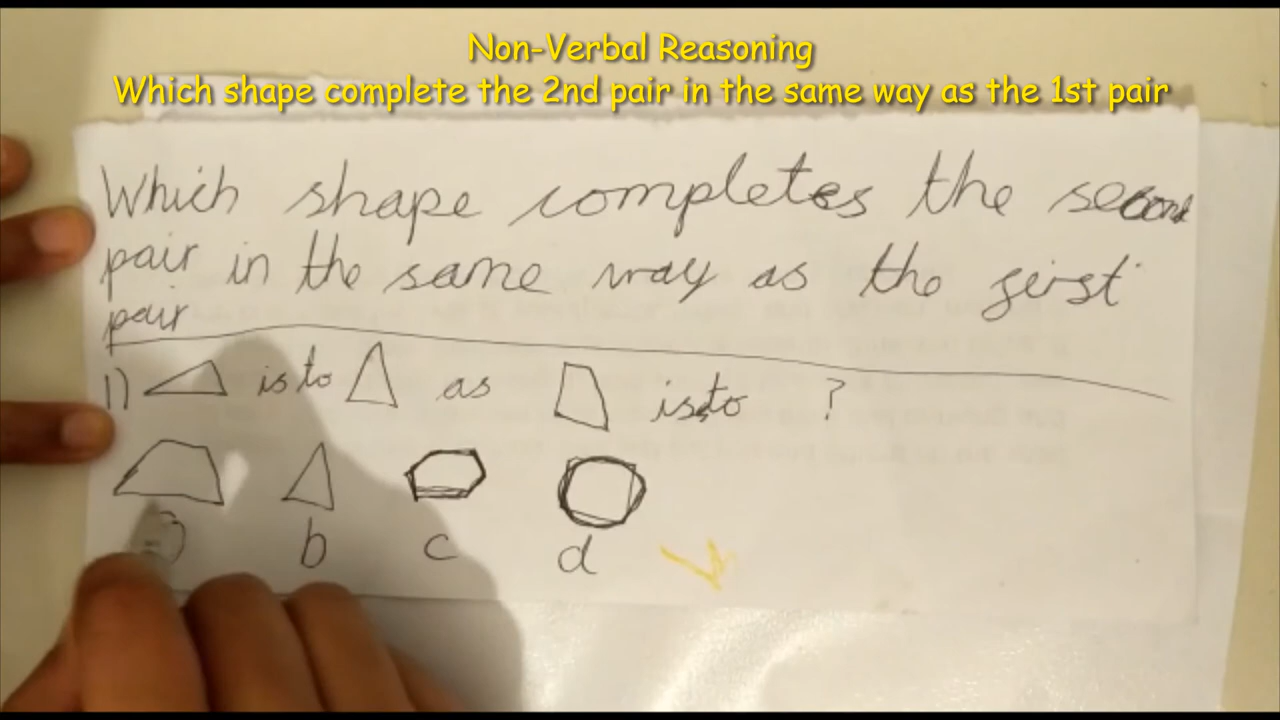 Non-Verbal Reasoning
Which shape complete the 2nd pair in the same way as the 1st pair
Which shape completes the second
pair in the same way as the first
pair
1) is to as is to ?
b c d